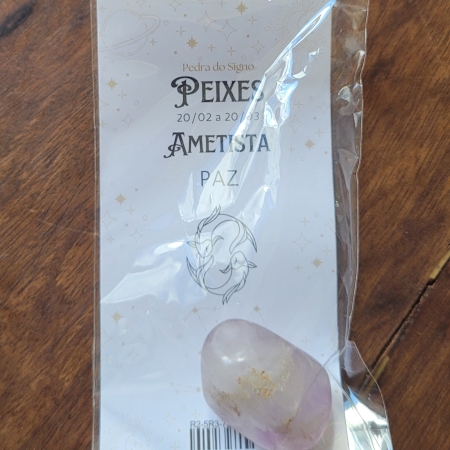 Pedra do Signo
PEIXES
20/02 a 20/03
AMETISTA
PAZ